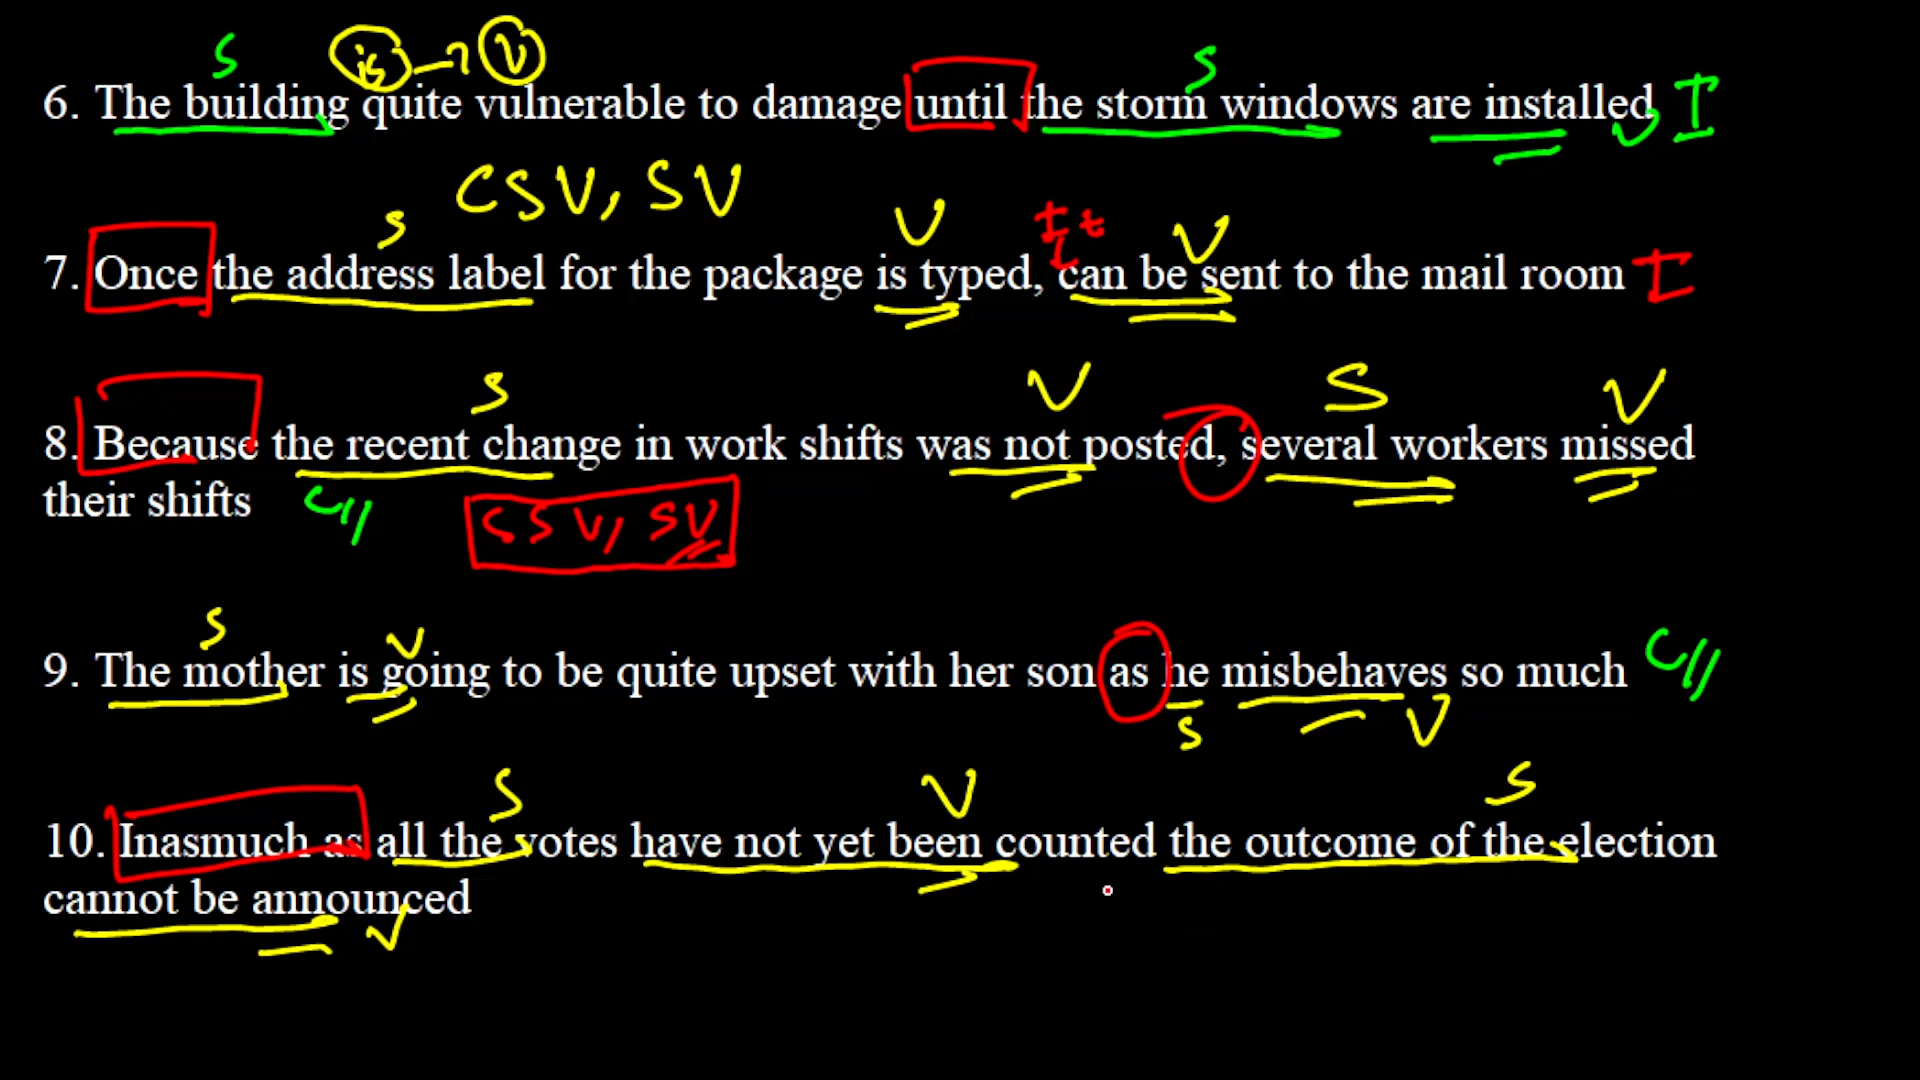 S is → V S
6. The building quite vulnerable to damage until the storm windows are installed V I
CSV, SV
S V It V
7. Once the address label for the package is typed, can be sent to the mail room I
S V S V
8. Because the recent change in work shifts was not posted, several workers missed
their shifts C// CSV, SV
S V
9. The mother is going to be quite upset with her son as he misbehaves so much C//
S V
S V S
10. Inasmuch as all the votes have not yet been counted the outcome of the election
cannot be announced V